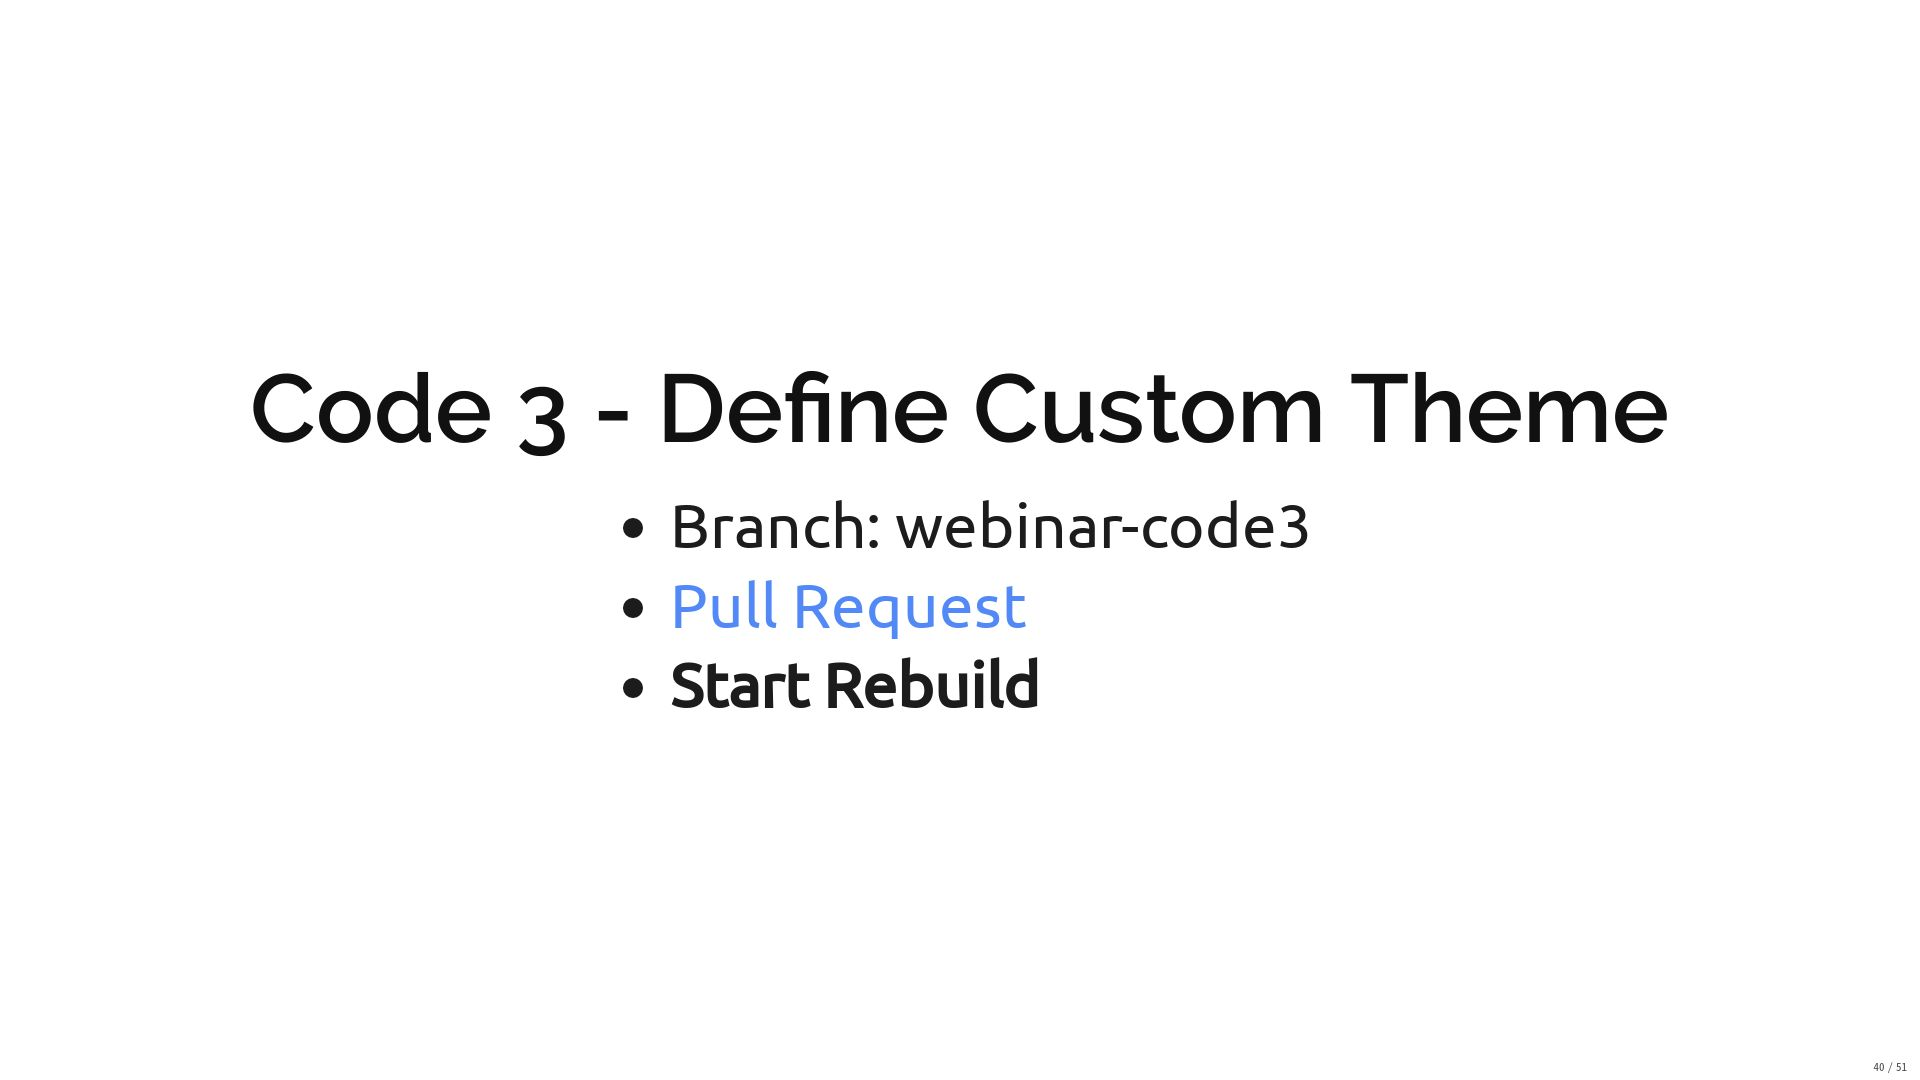 Code 3 - Define Custom Theme
• Branch: webinar-code3
• Pull Request
• Start Rebuild
40 / 51